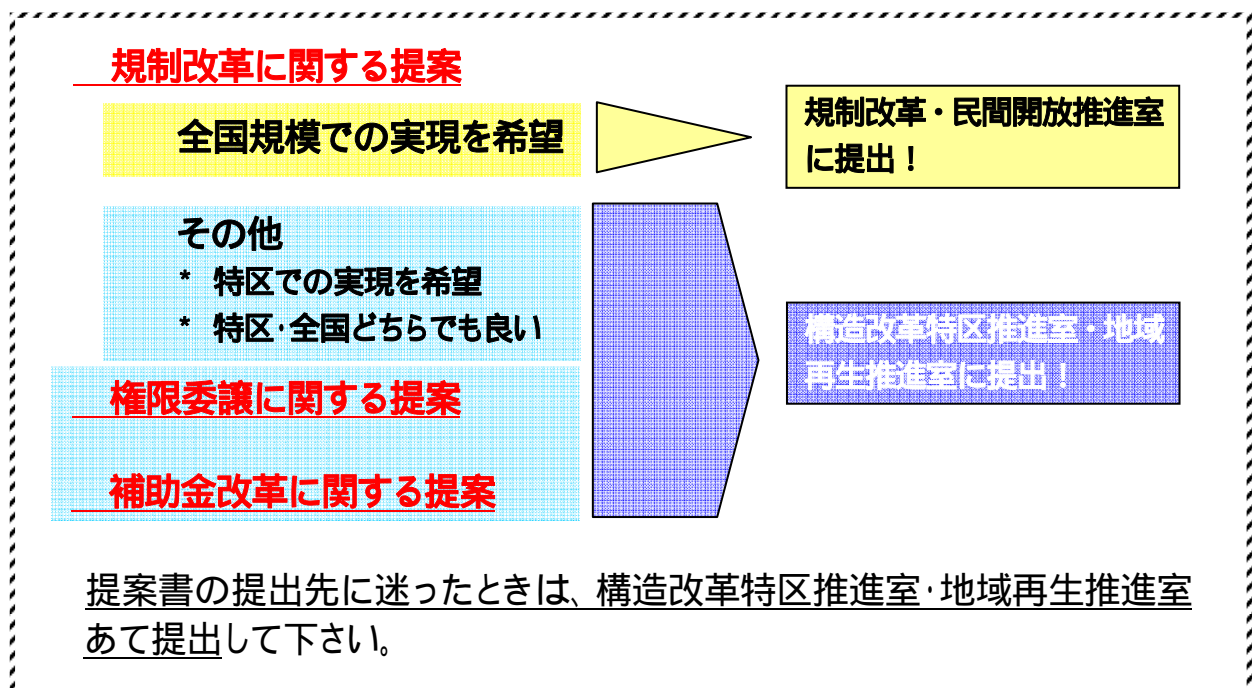 規制改革に関する提案
全国規模での実現を希望
規制改革・民間開放推進室
に提出！
その他
* 特区での実現を希望
* 特区・全国どちらでも良い
構造改革特区推進室・地域
再生推進室に提出！
権限委譲に関する提案
補助金改革に関する提案
提案書の提出先に迷ったときは、構造改革特区推進室・地域再生推進室
あて提出して下さい。